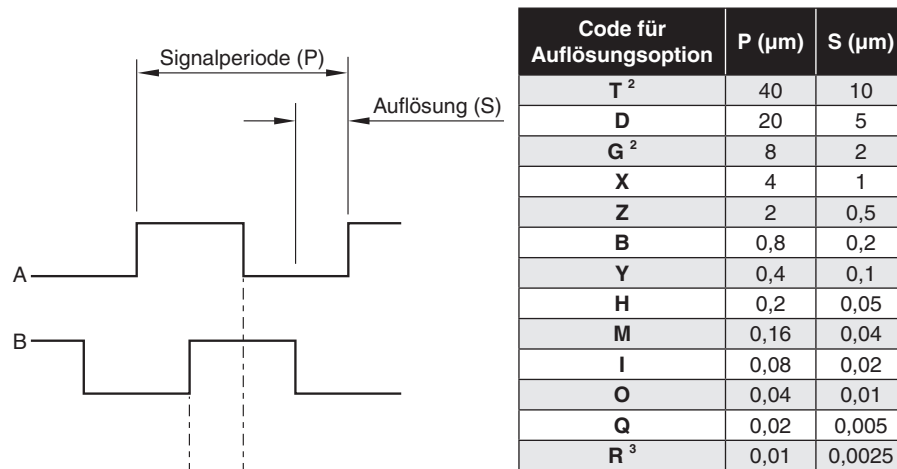 Signalperiode (P)
Auflösung (S)
A
B
Code für Auflösungsoption P (µm) S (µm)
T ² 40 10
D 20 5
G ² 8 2
X 4 1
Z 2 0,5
B 0,8 0,2
Y 0,4 0,1
H 0,2 0,05
M 0,16 0,04
I 0,08 0,02
O 0,04 0,01
Q 0,02 0,005
R ³ 0,01 0,0025